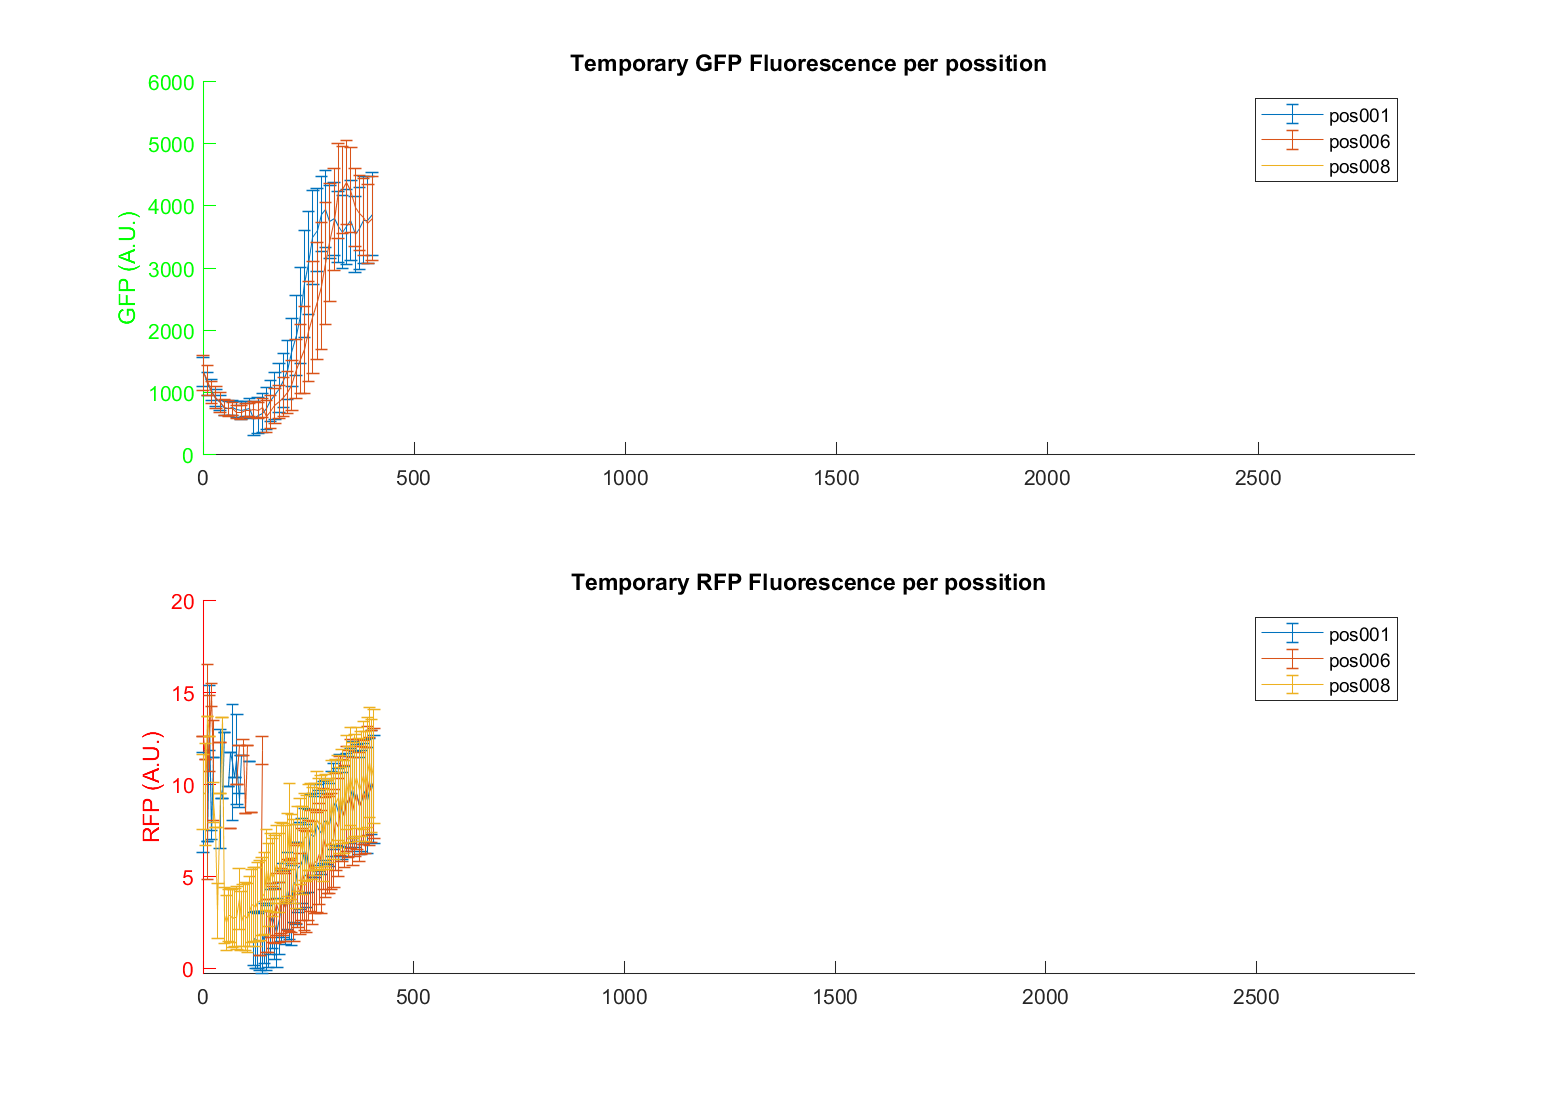 Temporary GFP Fluorescence per possition
6000
5000
4000
3000
2000
1000
0
GFP (A.U.)
0 500 1000 1500 2000 2500
pos001
pos006
pos008
Temporary RFP Fluorescence per possition
20
15
10
5
0
RFP (A.U.)
0 500 1000 1500 2000 2500
pos001
pos006
pos008